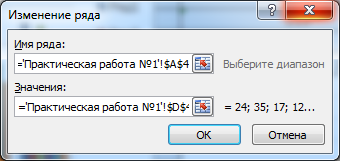 Изменение ряда
Имя ряда:
='Практическая работа №1'!$A$4 Выберите диапазон
Значения:
='Практическая работа №1'!$D$4 = 24; 35; 17; 12...
ОК Отмена